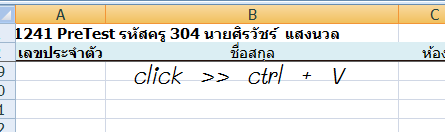 A B C
1241 PreTest รหัสครู 304 นายศิรวัชร์ แสงนวล
เลขประจำตัว ชื่อสกุล ห้อง
click >> ctrl + V